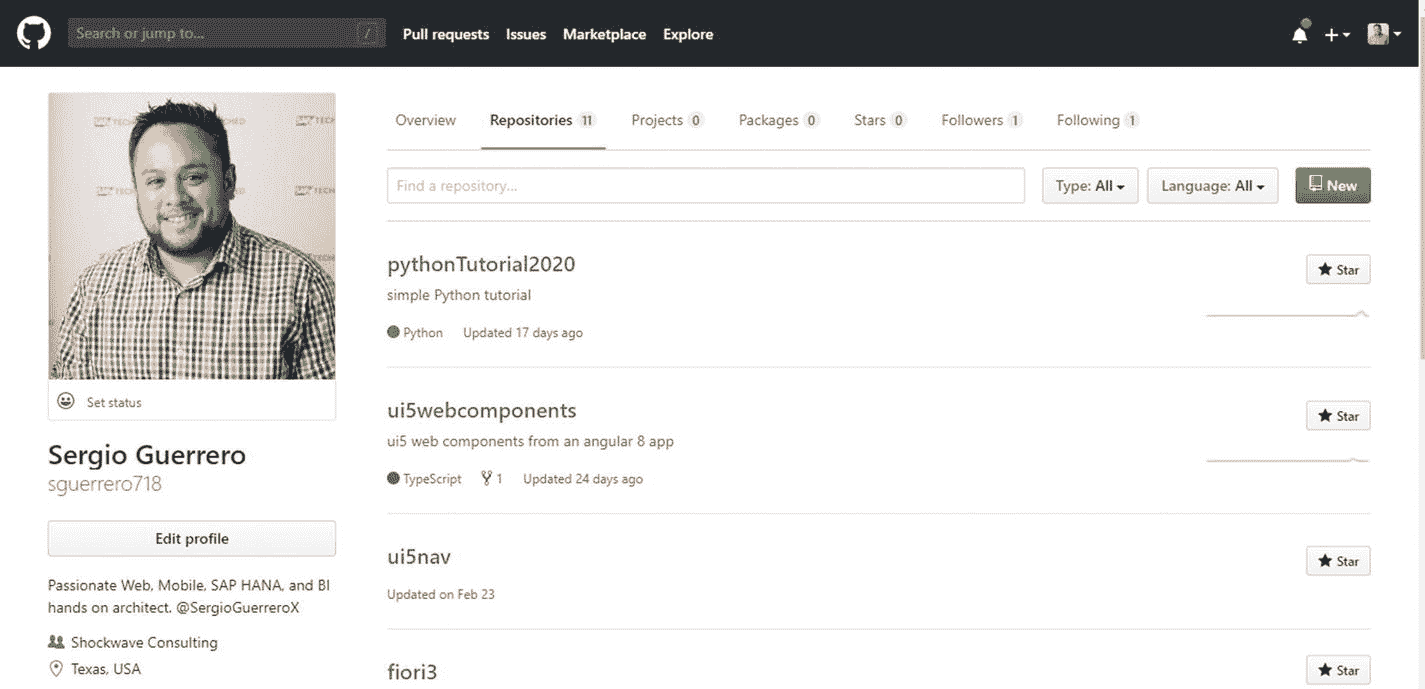 Search or jump to... /
Pull requests Issues Marketplace Explore
Overview Repositories 11 Projects 0 Packages 0 Stars 0 Followers 1 Following 1
Find a repository... Type: All Language: All New
pythonTutorial2020 Star
simple Python tutorial
Python Updated 17 days ago
ui5webcomponents Star
ui5 web components from an angular 8 app
TypeScript 1 Updated 24 days ago
ui5nav Star
Updated on Feb 23
fiori3 Star
Set status
Sergio Guerrero
sguerrero718
Edit profile
Passionate Web, Mobile, SAP HANA, and BI
hands on architect. @SergioGuerreroX
Shockwave Consulting
Texas, USA